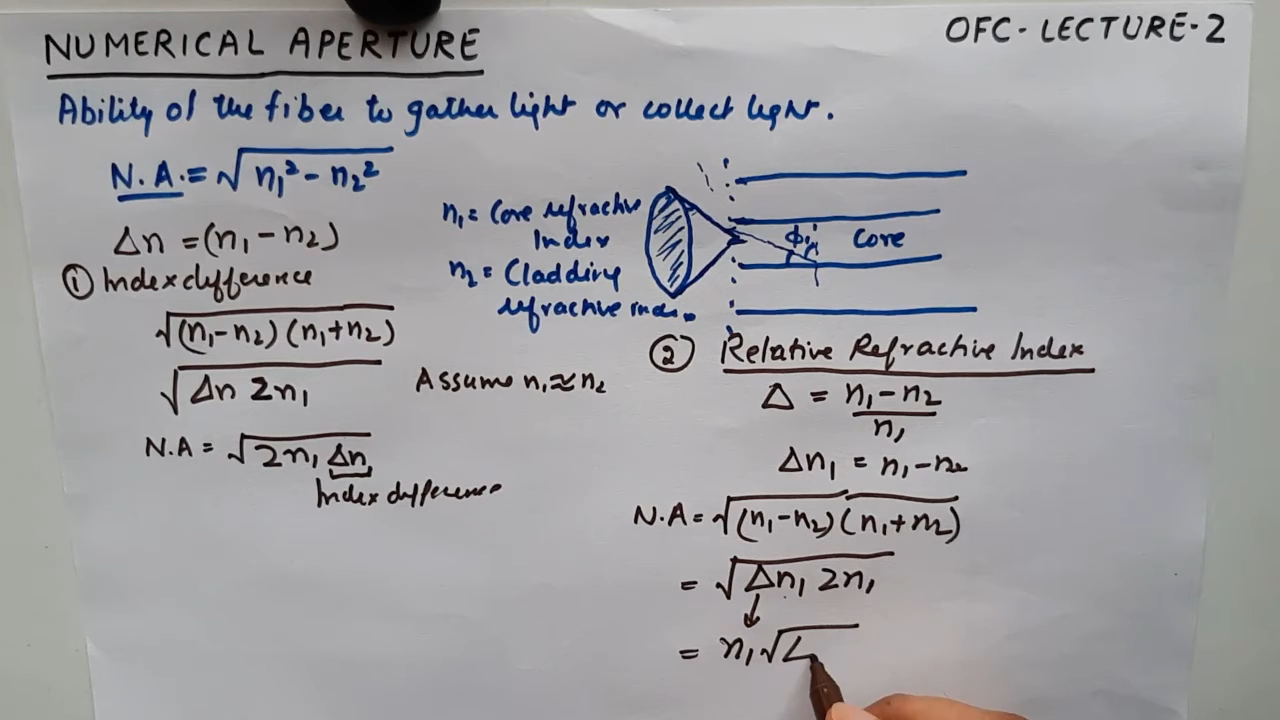 NUMERICAL APERTURE
OFC - LECTURE - 2
Ability of the fiber to gather light or collect light.
N.A. = √(n₁² - n₂²)
Δn = (n₁ - n₂)
① Index difference
√((n₁-n₂) (n₁+n₂))
√(Δn 2n₁)
Assume n₁ ≈ n₂
N.A = √(2n₁ Δn)
Index difference
n₁ = Core refractive
Index
n₂ = Cladding
refractive index.
ϕ
Core
② Relative Refractive Index
Δ = (n₁ - n₂)/n₁
Δn₁ = n₁ - n₂
N.A = √((n₁-n₂) (n₁+n₂))
= √(Δn₁ 2n₁)
= n₁√